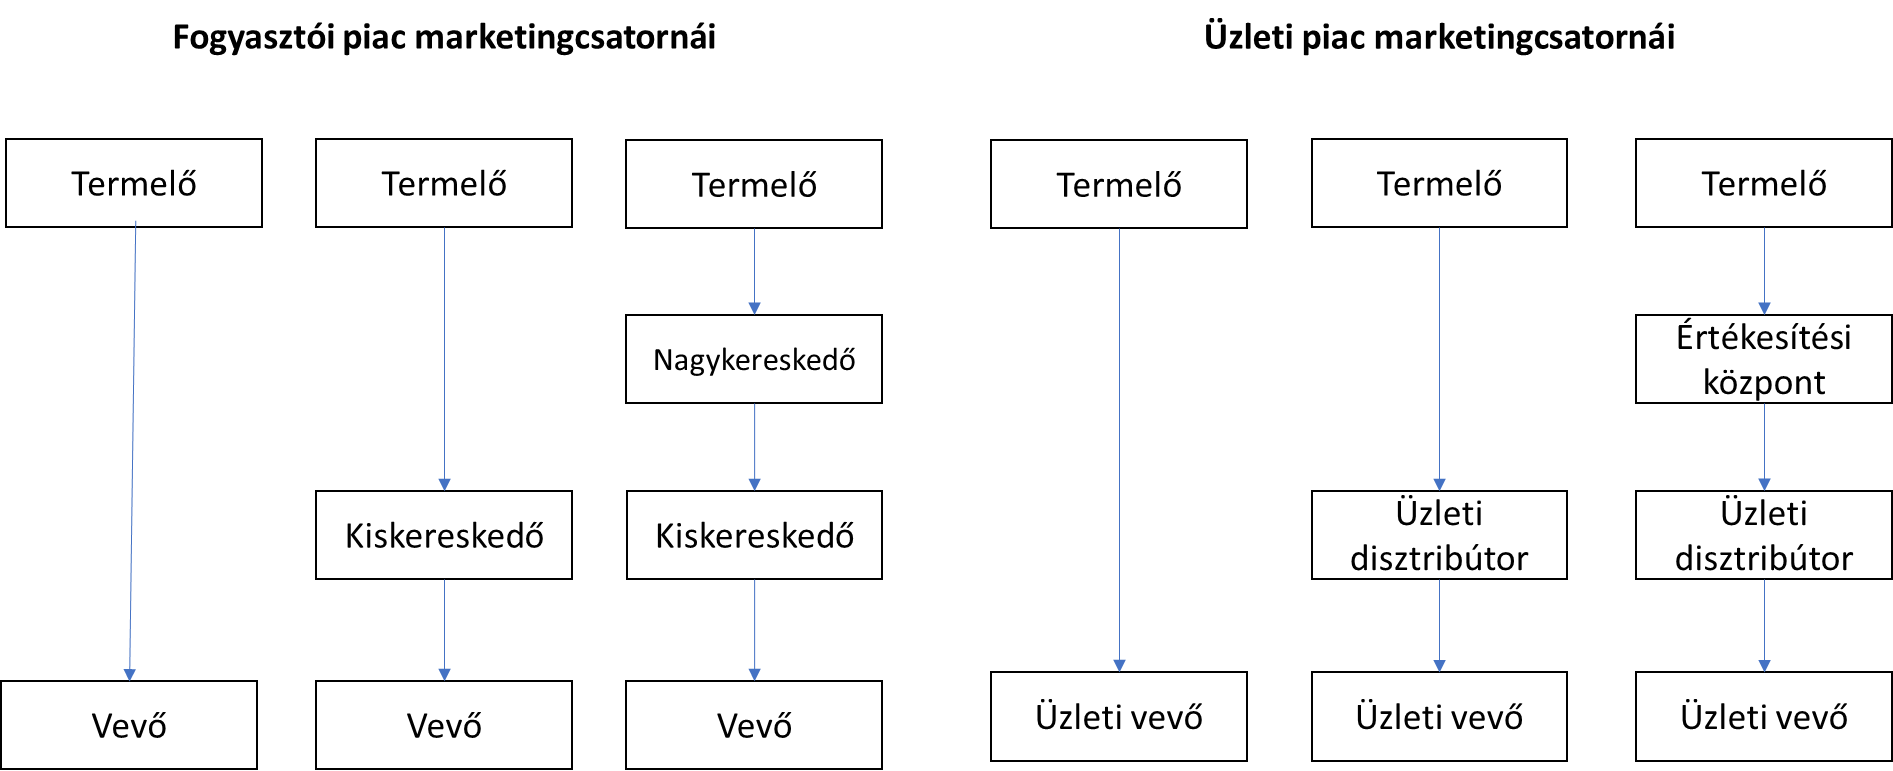 Fogyasztói piac marketingcsatornái
Üzleti piac marketingcsatornái
Termelő
Termelő
Termelő
Termelő
Termelő
Termelő
Nagykereskedő
Értékesítési
központ
Kiskereskedő
Kiskereskedő
Üzleti
disztribútor
Üzleti
disztribútor
Vevő
Vevő
Vevő
Üzleti vevő
Üzleti vevő
Üzleti vevő